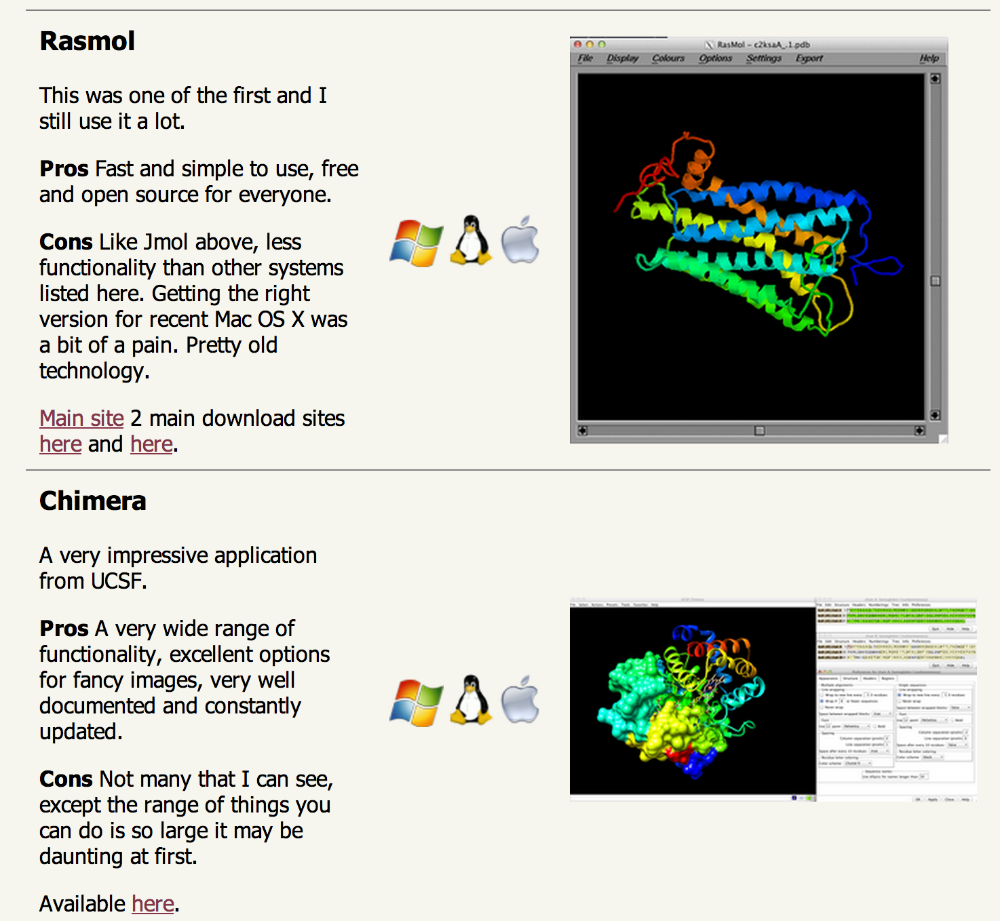 Rasmol
This was one of the first and I
still use it a lot.
Pros Fast and simple to use, free
and open source for everyone.
Cons Like Jmol above, less
functionality than other systems
listed here. Getting the right
version for recent Mac OS X was
a bit of a pain. Pretty old
technology.
Main site 2 main download sites
here and here.
RasMol - c2ksaA_.1.pdb
File Display Colours Options Settings Export Help
Chimera
A very impressive application
from UCSF.
Pros A very wide range of
functionality, excellent options
for fancy images, very well
documented and constantly
updated.
Cons Not many that I can see,
except the range of things you
can do is so large it may be
daunting at first.
Available here.